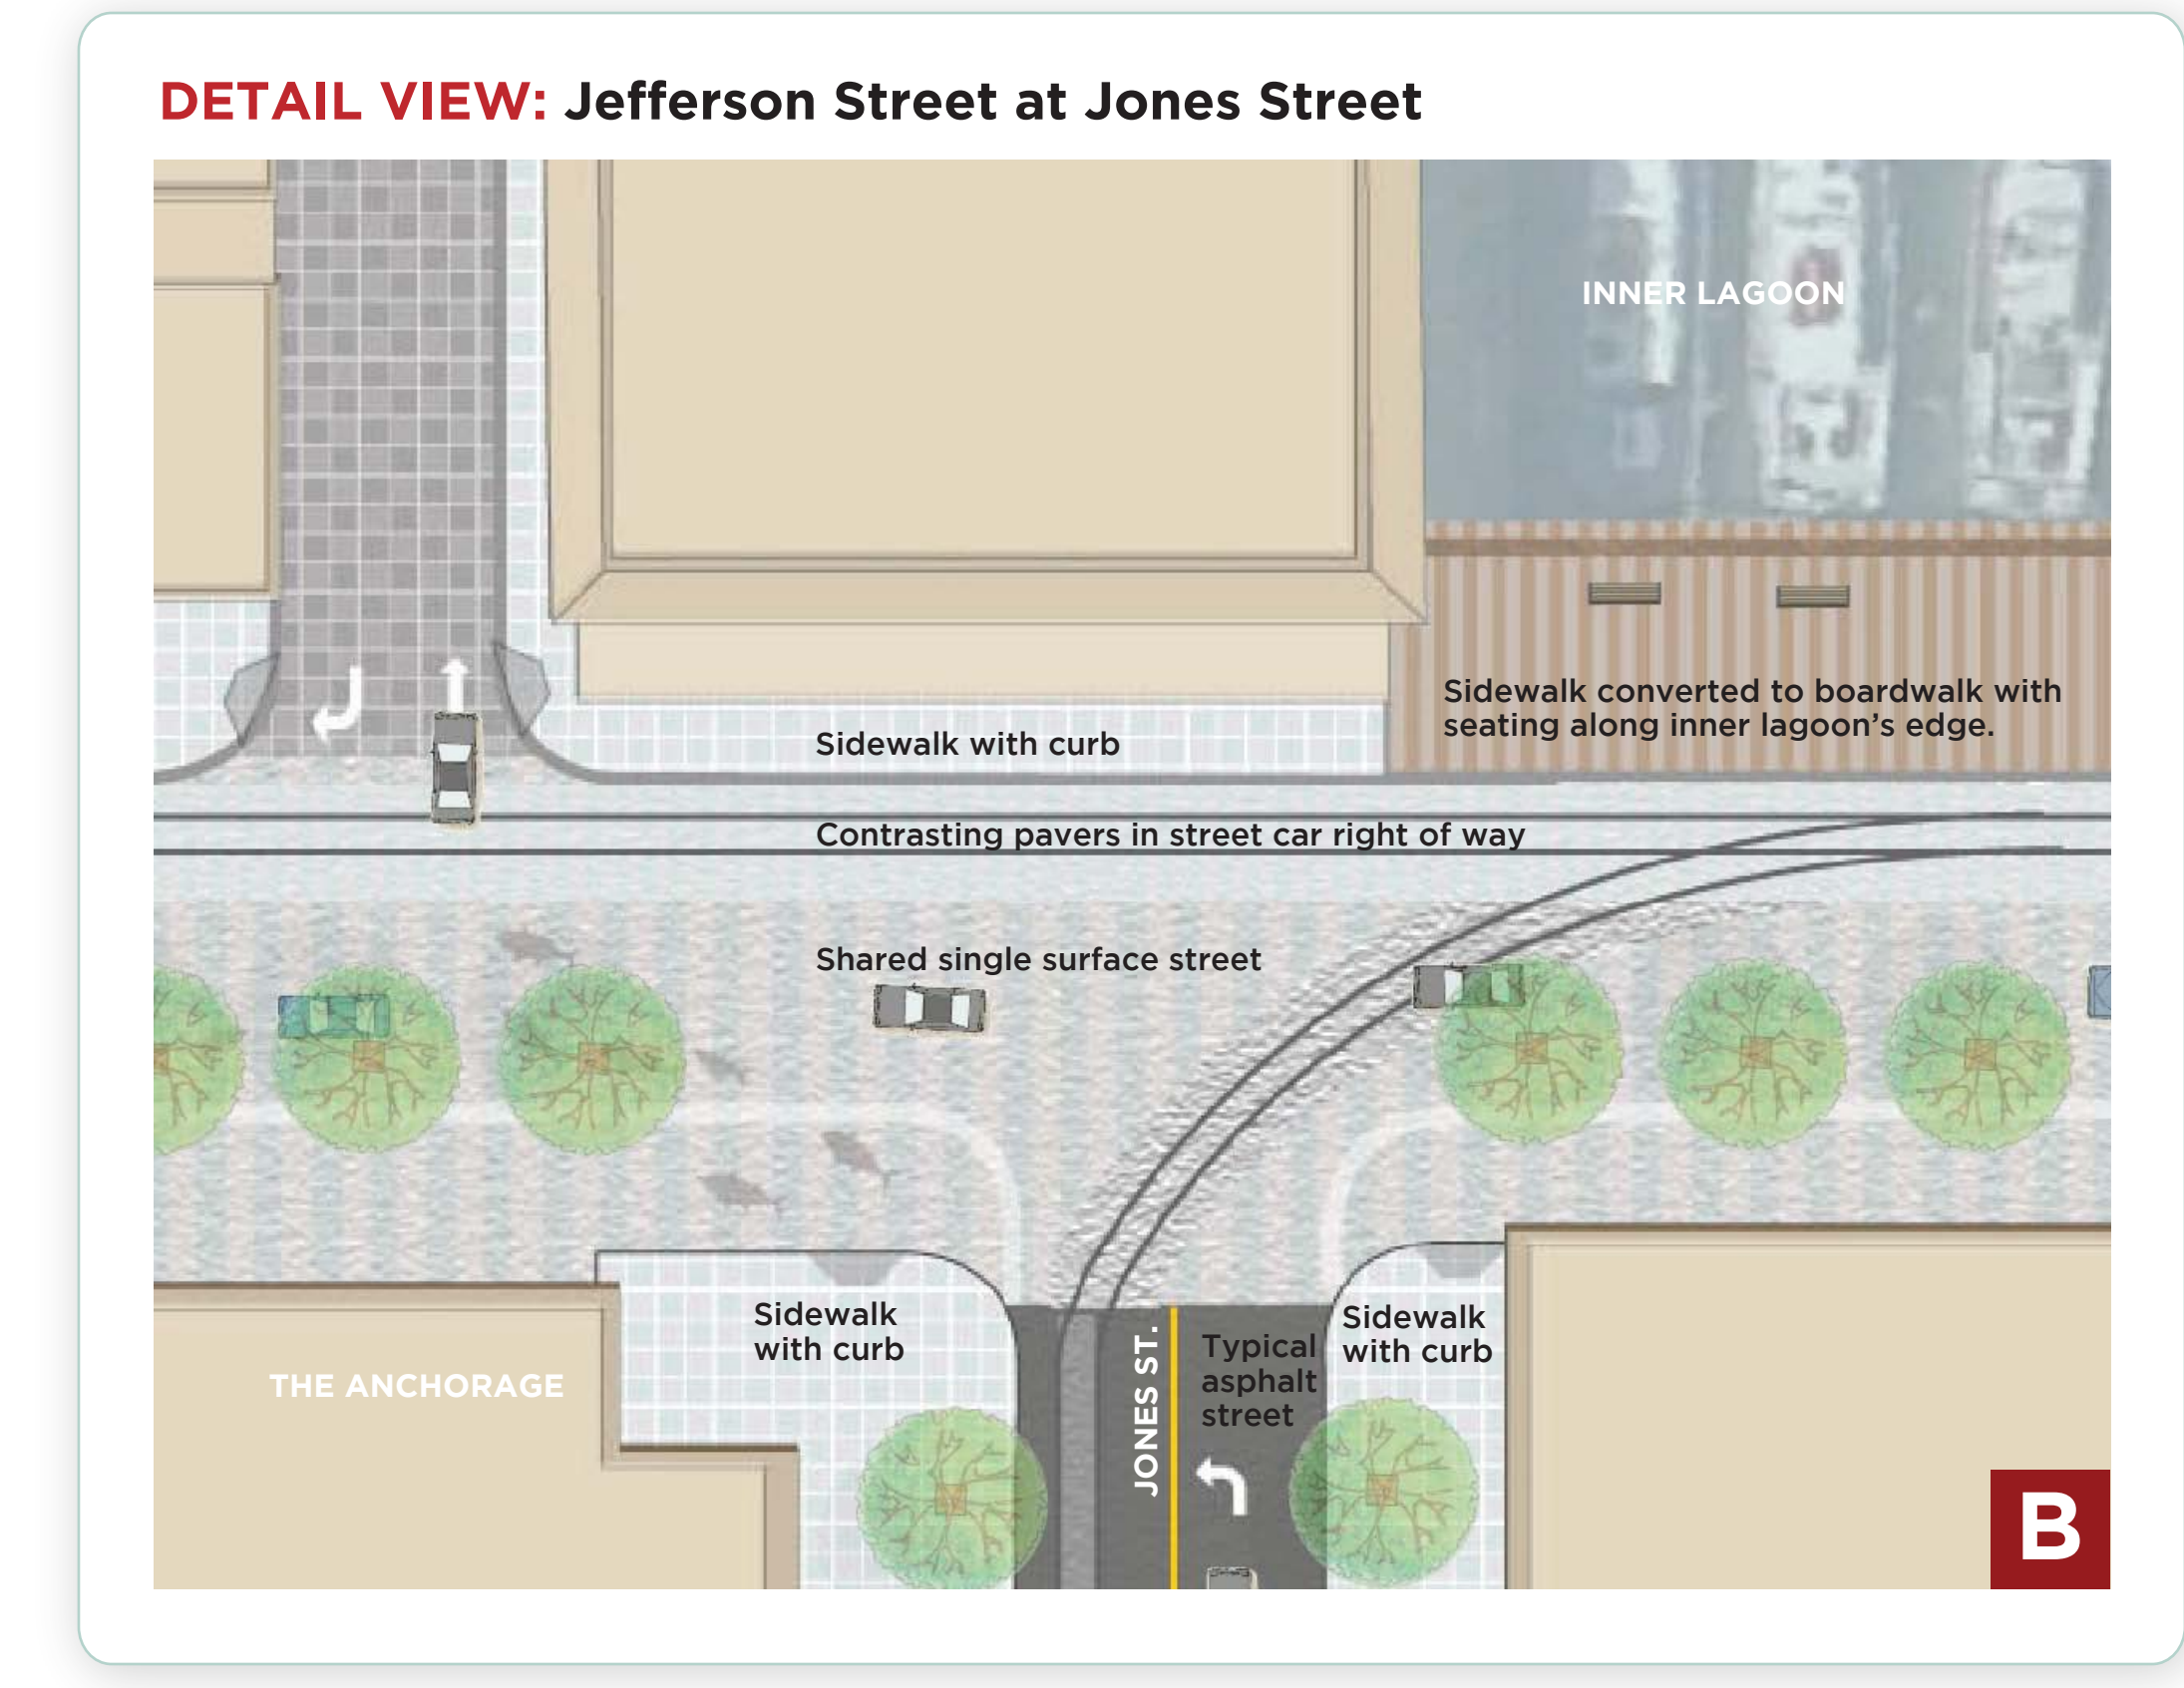 DETAIL VIEW: Jefferson Street at Jones Street
INNER LAGOON
Sidewalk converted to boardwalk with
seating along inner lagoon's edge.
Sidewalk with curb
Contrasting pavers in street car right of way
Shared single surface street
Sidewalk
with curb
THE ANCHORAGE
JONES ST.
Typical
asphalt
street
Sidewalk
with curb
B